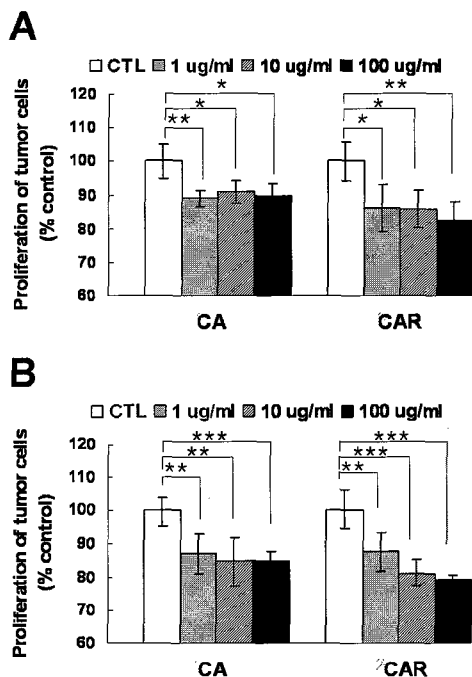 A
CTL 1 ug/ml 10 ug/ml 100 ug/ml
Proliferation of tumor cells
(% control)
120
110
100
90
80
70
60
*
*
**
**
*
*
CA
CAR
B
CTL 1 ug/ml 10 ug/ml 100 ug/ml
Proliferation of tumor cells
(% control)
120
110
100
90
80
70
60
***
**
**
***
***
**
CA
CAR